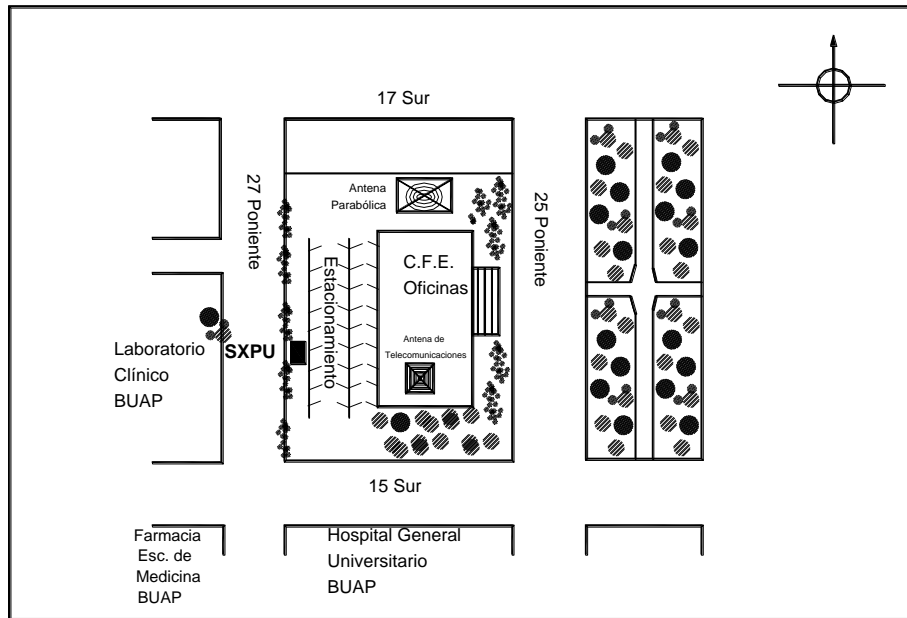 17 Sur
27 Poniente
Antena
Parabólica
25 Poniente
C.F.E.
Oficinas
Estacionamiento
Antena de
Telecomunicaciones
SXPU
Laboratorio
Clínico
BUAP
15 Sur
Farmacia
Esc. de
Medicina
BUAP
Hospital General
Universitario
BUAP